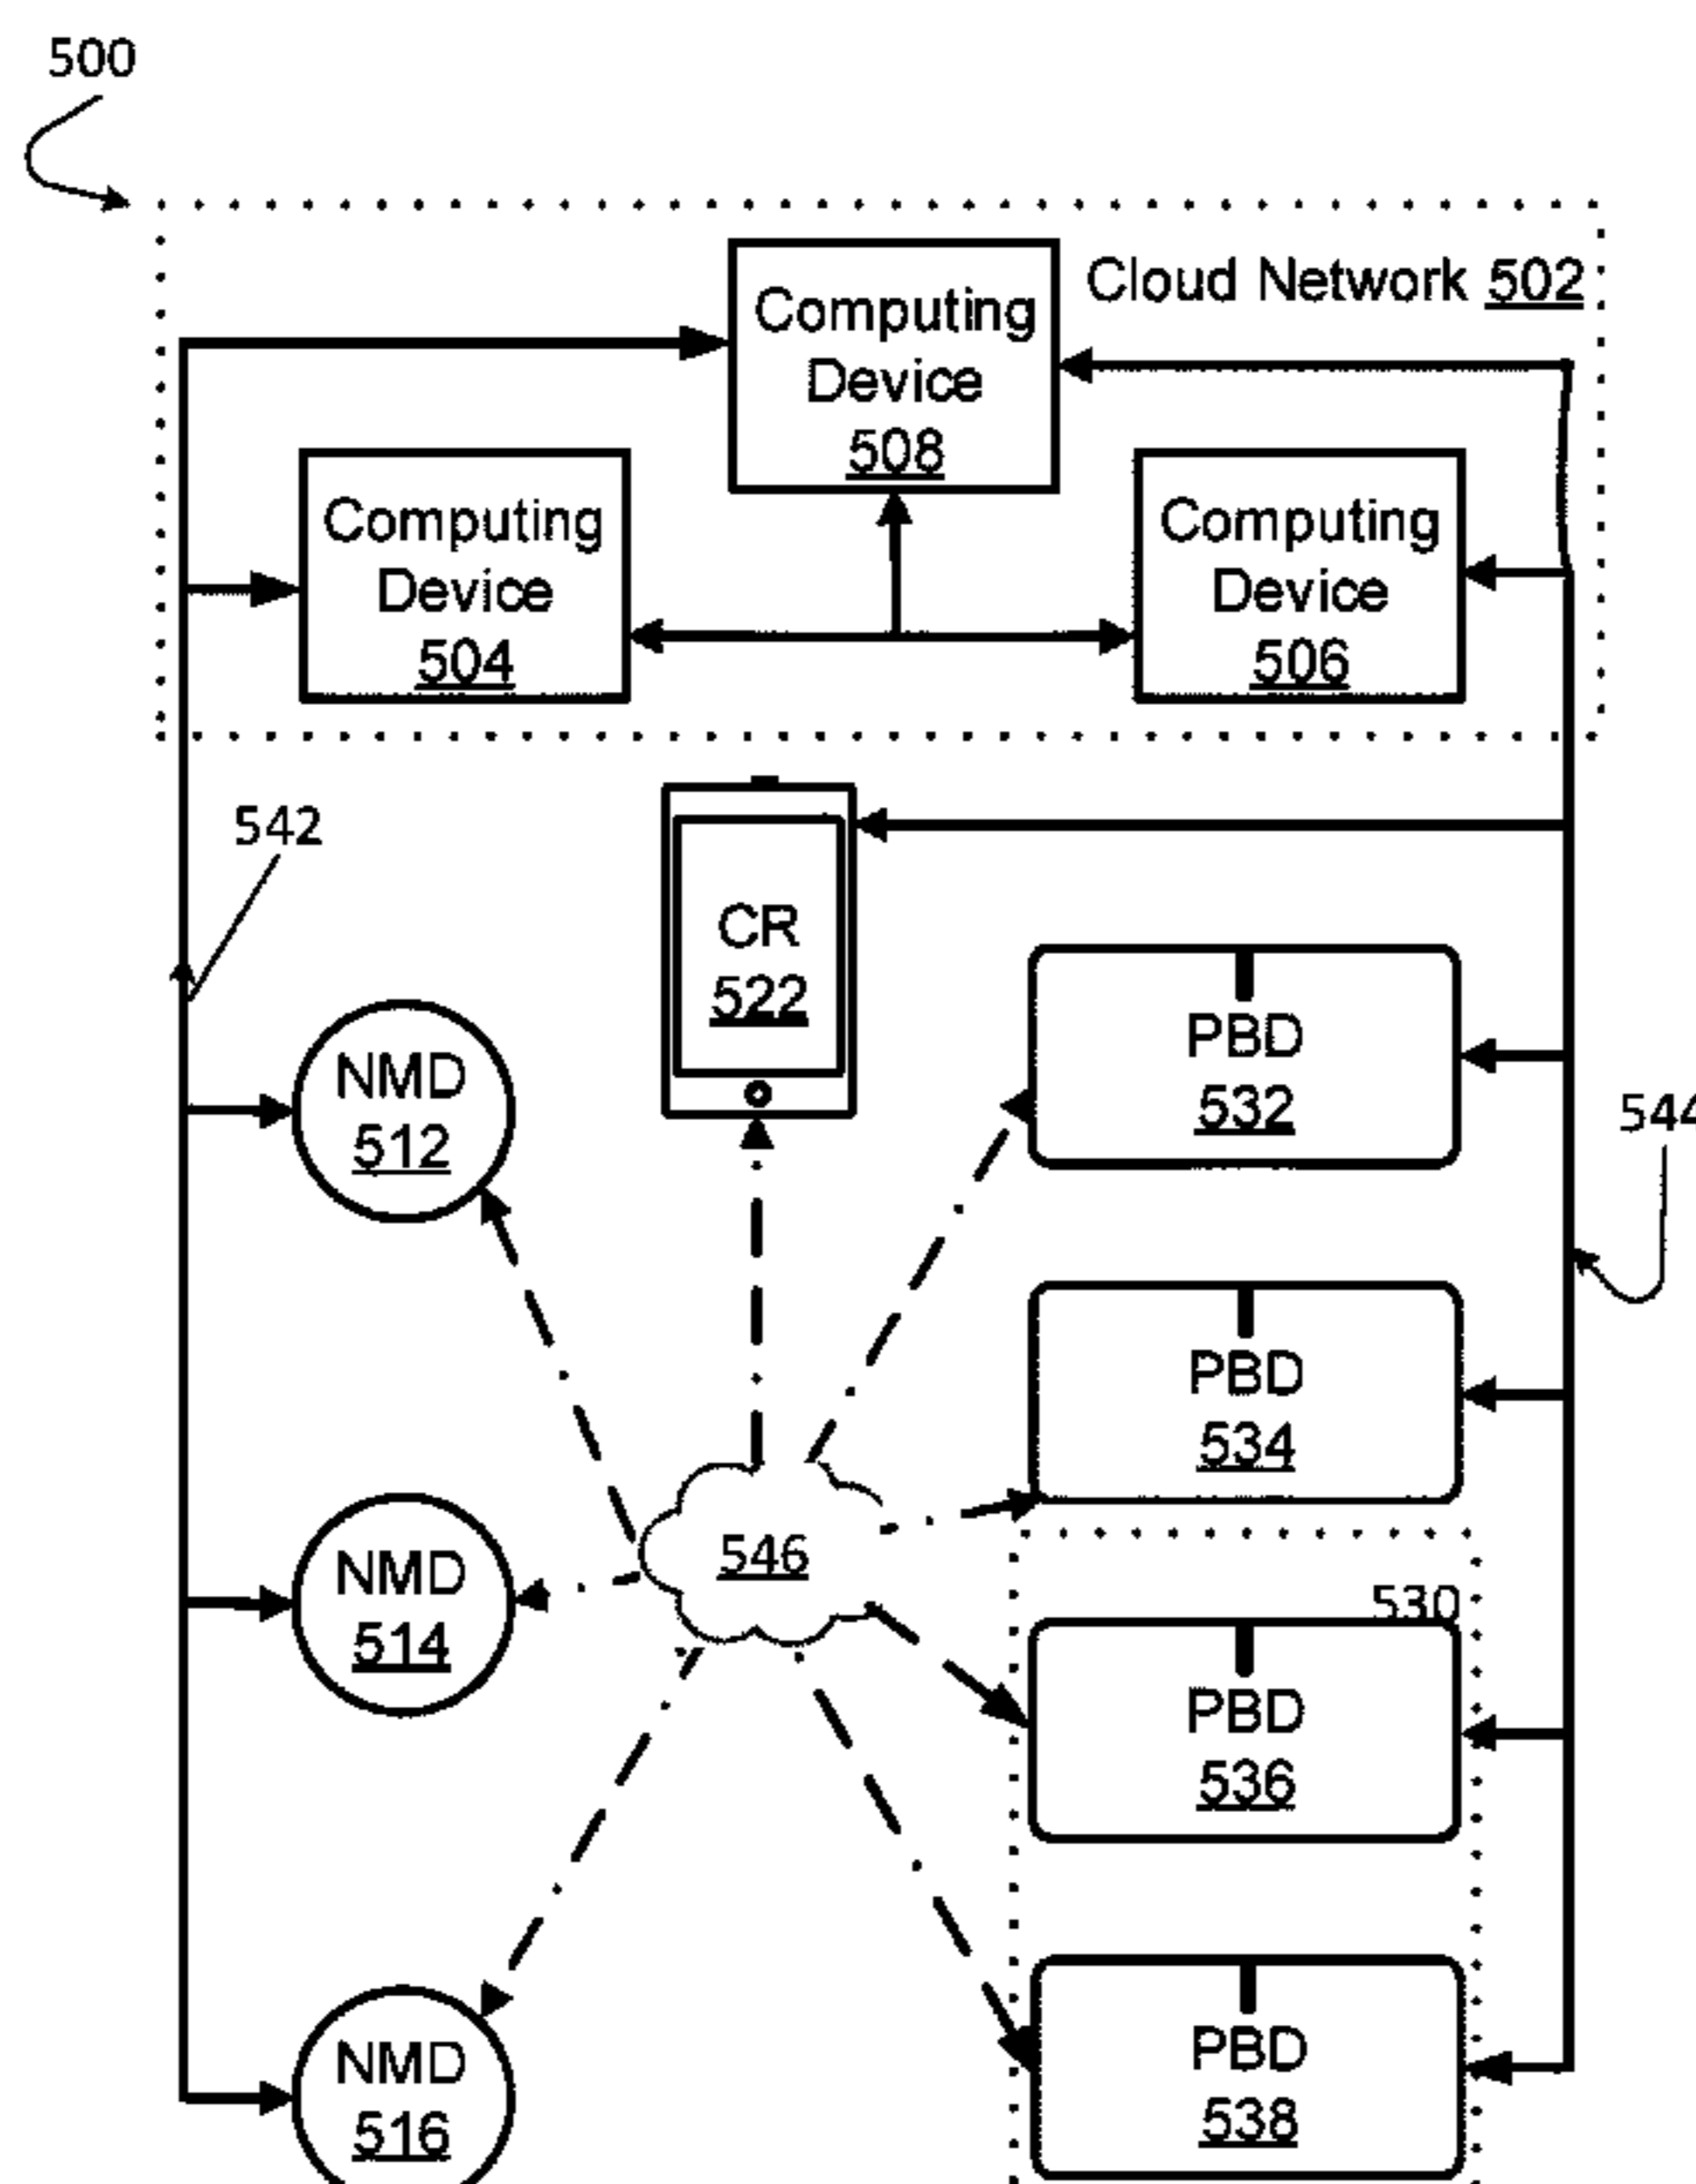 500
Cloud Network 502
Computing
Device
508
Computing
Device
504
Computing
Device
506
542
CR
522
PBD
532
NMD
512
544
PBD
534
546
NMD
514
530
PBD
536
PBD
538
NMD
516